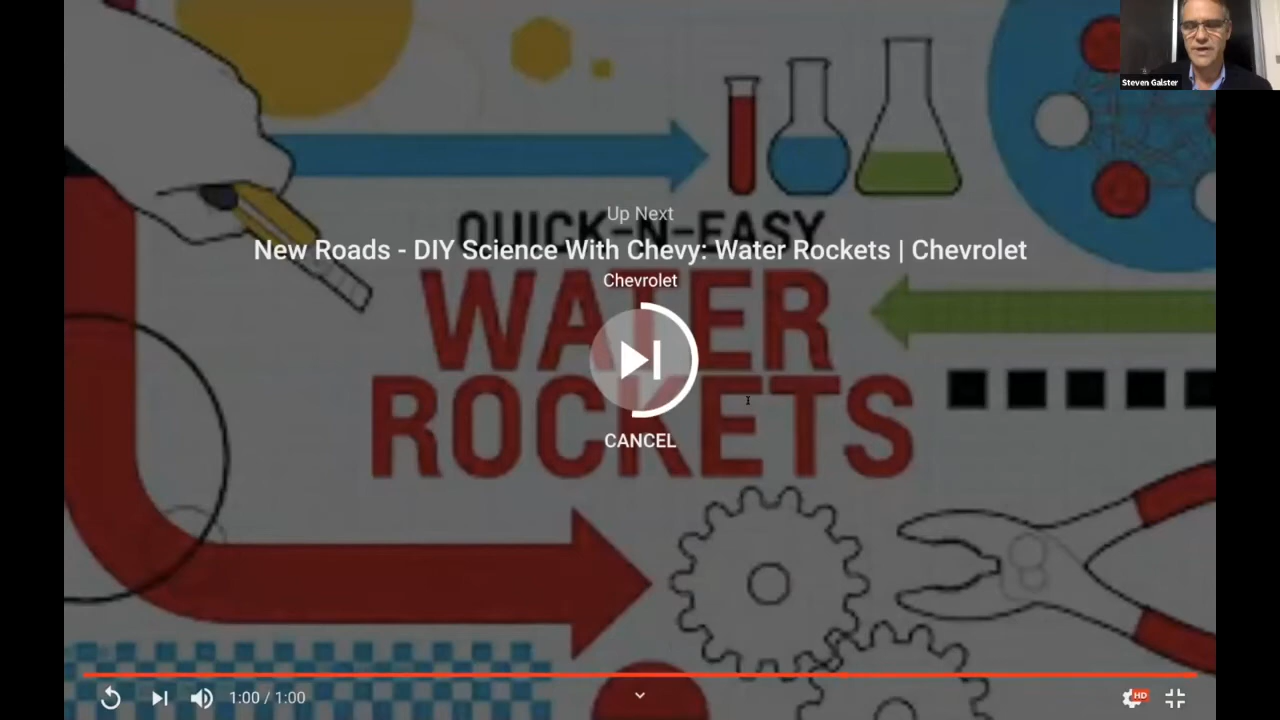 Steven Galster
QUICK-N-EASY
Up Next
New Roads - DIY Science With Chevy: Water Rockets | Chevrolet
Chevrolet
WATER
ROCKETS
CANCEL
1:00 / 1:00
HD